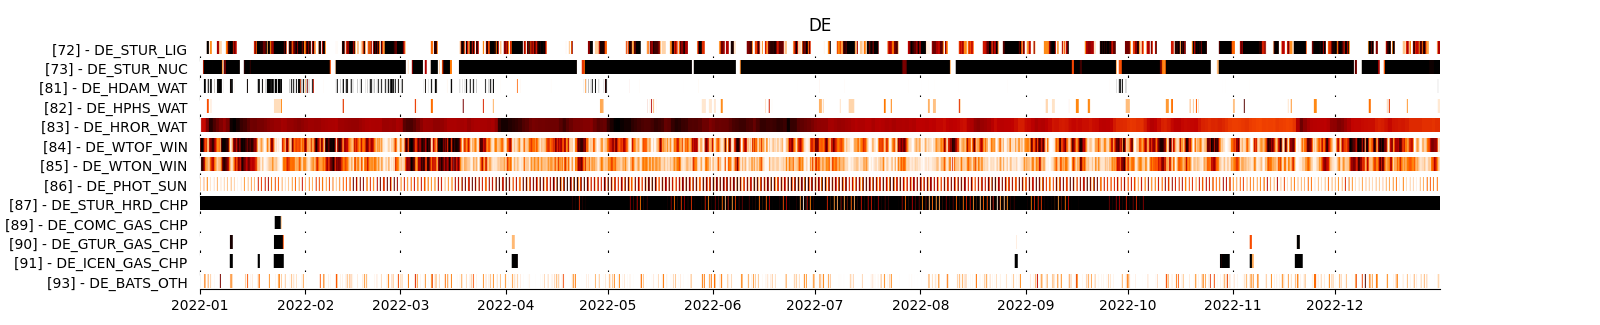 DE
[72] - DE_STUR_LIG
[73] - DE_STUR_NUC
[81] - DE_HDAM_WAT
[82] - DE_HPHS_WAT
[83] - DE_HROR_WAT
[84] - DE_WTOF_WIN
[85] - DE_WTON_WIN
[86] - DE_PHOT_SUN
[87] - DE_STUR_HRD_CHP
[89] - DE_COMC_GAS_CHP
[90] - DE_GTUR_GAS_CHP
[91] - DE_ICEN_GAS_CHP
[93] - DE_BATS_OTH
2022-01 2022-02 2022-03 2022-04 2022-05 2022-06 2022-07 2022-08 2022-09 2022-10 2022-11 2022-12